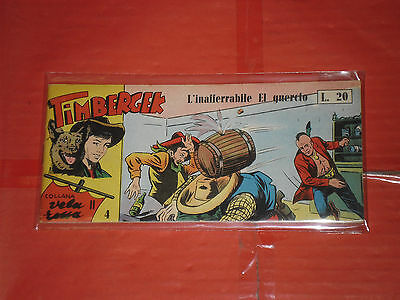 TIMBERGEK
L'inafferrabile El guercio
L. 20
COLLANA
vela
rossa
II
4